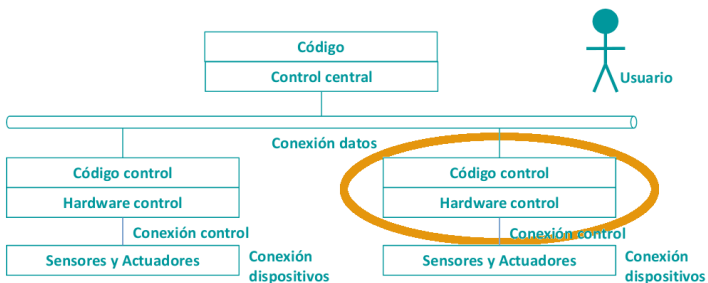 Código
Control central
Usuario
Conexión datos
Código control
Código control
Hardware control
Hardware control
Conexión control
Conexión control
Sensores y Actuadores
Conexión
dispositivos
Sensores y Actuadores
Conexión
dispositivos